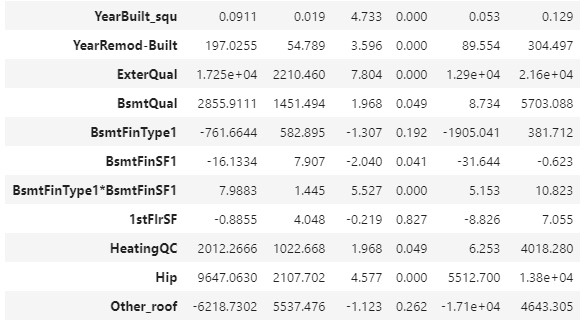 YearBuilt_squ 0.0911 0.019 4.733 0.000 0.053 0.129
YearRemod-Built 197.0255 54.789 3.596 0.000 89.554 304.497
ExterQual 1.725e+04 2210.460 7.804 0.000 1.29e+04 2.16e+04
BsmtQual 2855.9111 1451.494 1.968 0.049 8.734 5703.088
BsmtFinType1 -761.6644 582.895 -1.307 0.192 -1905.041 381.712
BsmtFinSF1 -16.1334 7.907 -2.040 0.041 -31.644 -0.623
BsmtFinType1*BsmtFinSF1 7.9883 1.445 5.527 0.000 5.153 10.823
1stFlrSF -0.8855 4.048 -0.219 0.827 -8.826 7.055
HeatingQC 2012.2666 1022.668 1.968 0.049 6.253 4018.280
Hip 9647.0630 2107.702 4.577 0.000 5512.700 1.38e+04
Other_roof -6218.7302 5537.476 -1.123 0.262 -1.71e+04 4643.305